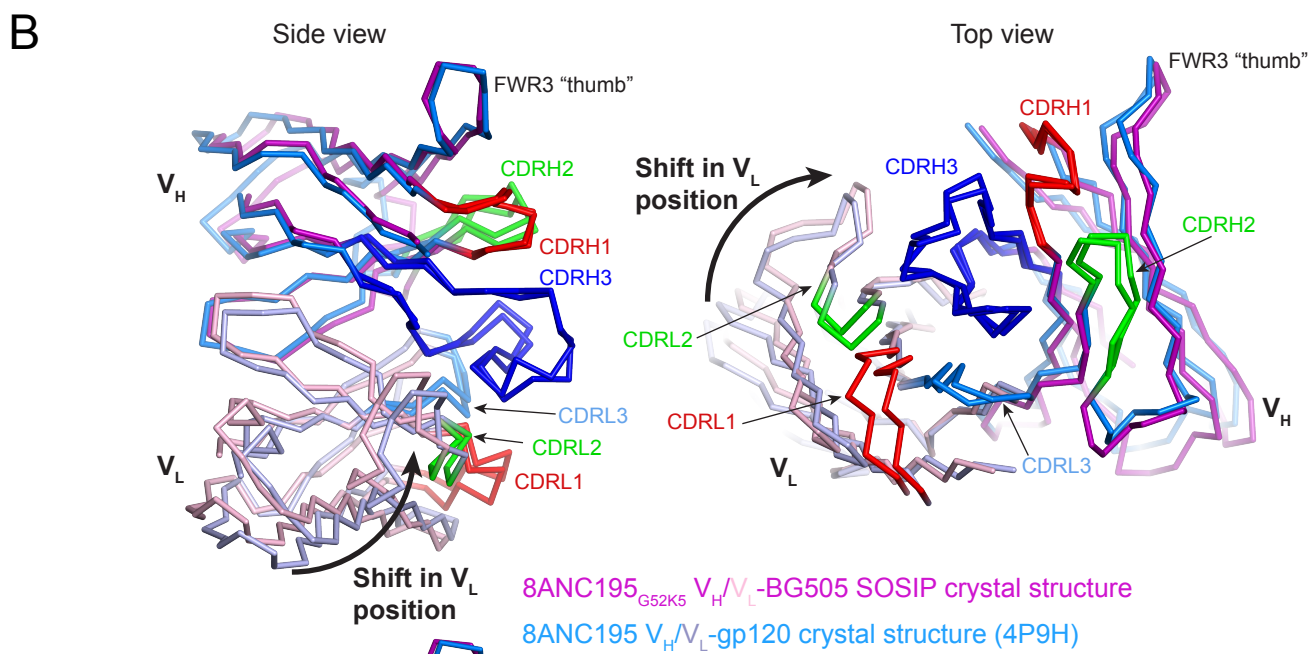 B
Side view
FWR3 “thumb”
CDRH2
VH
CDRH1
CDRH3
CDRL3
CDRL2
VL
CDRL1
Shift in VL
position
Top view
FWR3 “thumb”
CDRH1
Shift in VL
position
CDRH3
CDRH2
CDRL2
CDRL1
VH
VL
CDRL3
8ANC195G52K5 VH/VL-BG505 SOSIP crystal structure
8ANC195 VH/VL-gp120 crystal structure (4P9H)